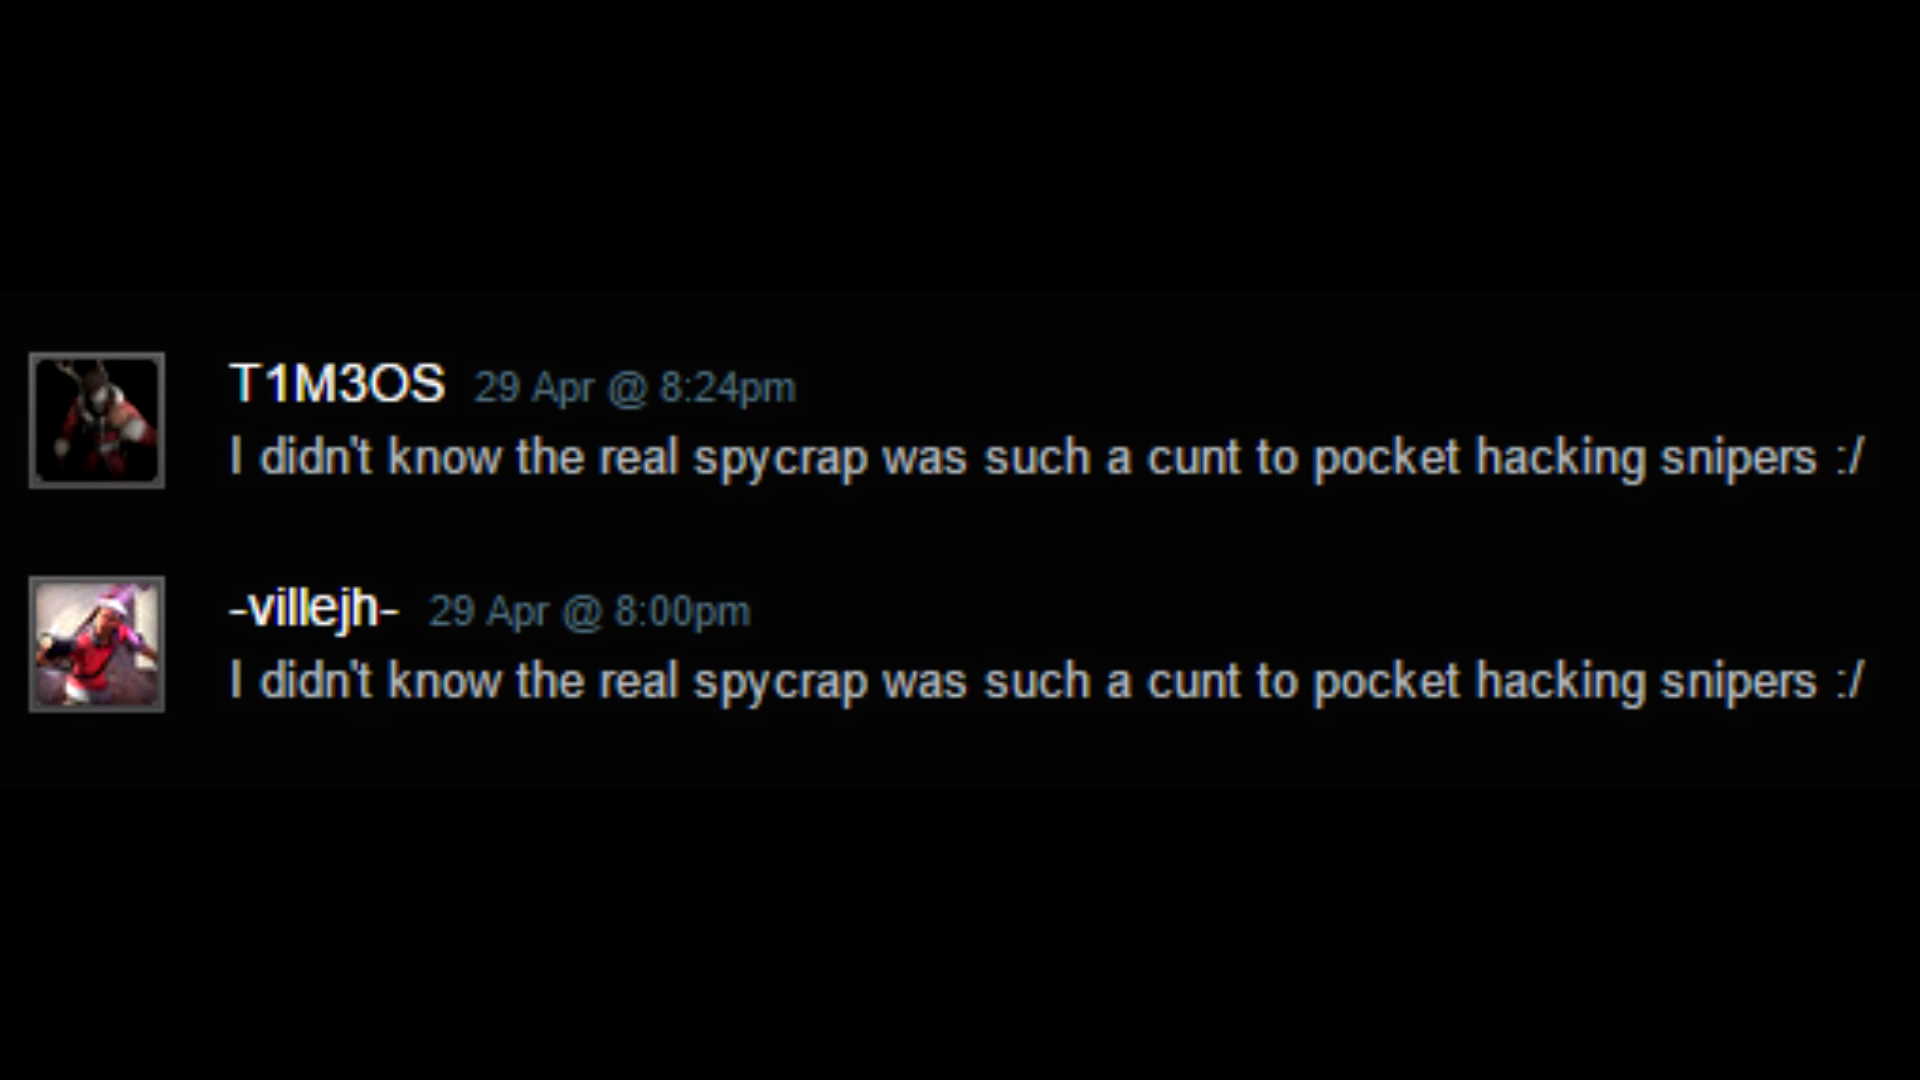 T1M3OS 29 Apr @ 8:24pm
I didn't know the real spycrap was such a cunt to pocket hacking snipers :/
-villejh- 29 Apr @ 8:00pm
I didn't know the real spycrap was such a cunt to pocket hacking snipers :/